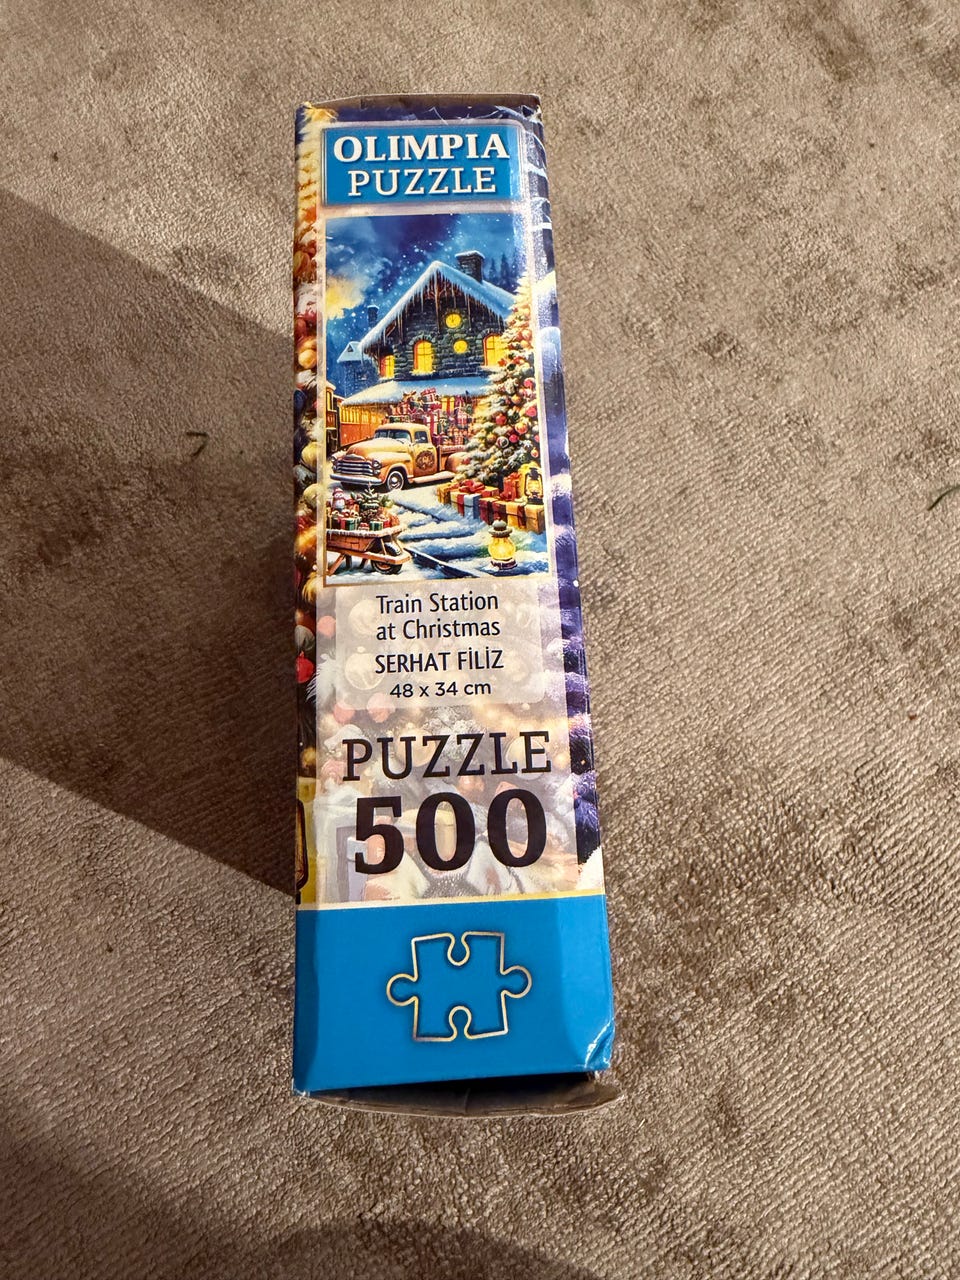 OLIMPIA
PUZZLE
Train Station
at Christmas
SERHAT FİLİZ
48 x 34 cm
PUZZLE
500